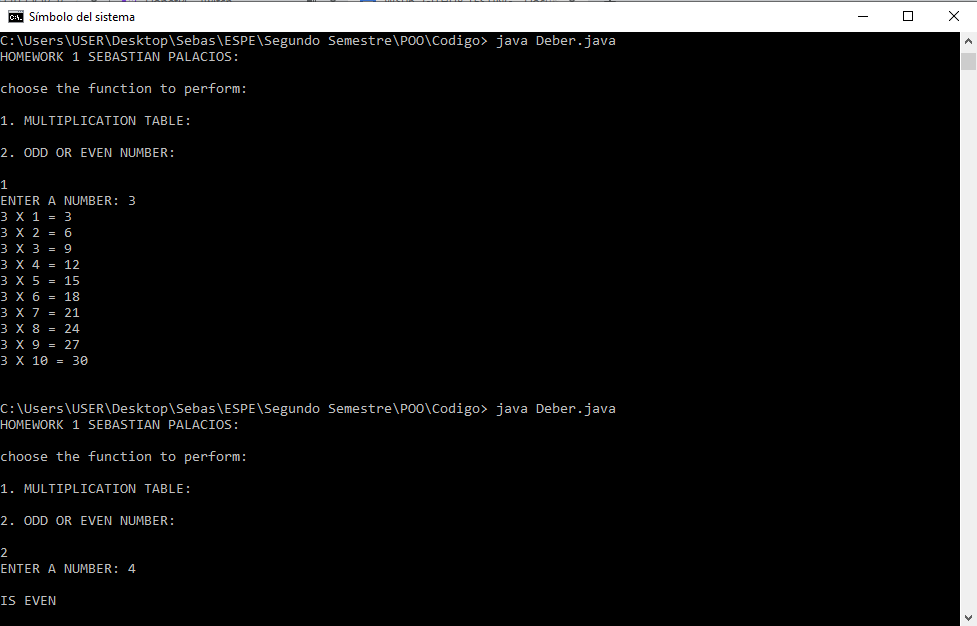 Símbolo del sistema
C:\Users\USER\Desktop\Sebas\ESPE\Segundo Semestre\POO\Codigo> java Deber.java
HOMEWORK 1 SEBASTIAN PALACIOS:
choose the function to perform:
1. MULTIPLICATION TABLE:
2. ODD OR EVEN NUMBER:
1
ENTER A NUMBER: 3
3 X 1 = 3
3 X 2 = 6
3 X 3 = 9
3 X 4 = 12
3 X 5 = 15
3 X 6 = 18
3 X 7 = 21
3 X 8 = 24
3 X 9 = 27
3 X 10 = 30
C:\Users\USER\Desktop\Sebas\ESPE\Segundo Semestre\POO\Codigo> java Deber.java
HOMEWORK 1 SEBASTIAN PALACIOS:
choose the function to perform:
1. MULTIPLICATION TABLE:
2. ODD OR EVEN NUMBER:
2
ENTER A NUMBER: 4
IS EVEN